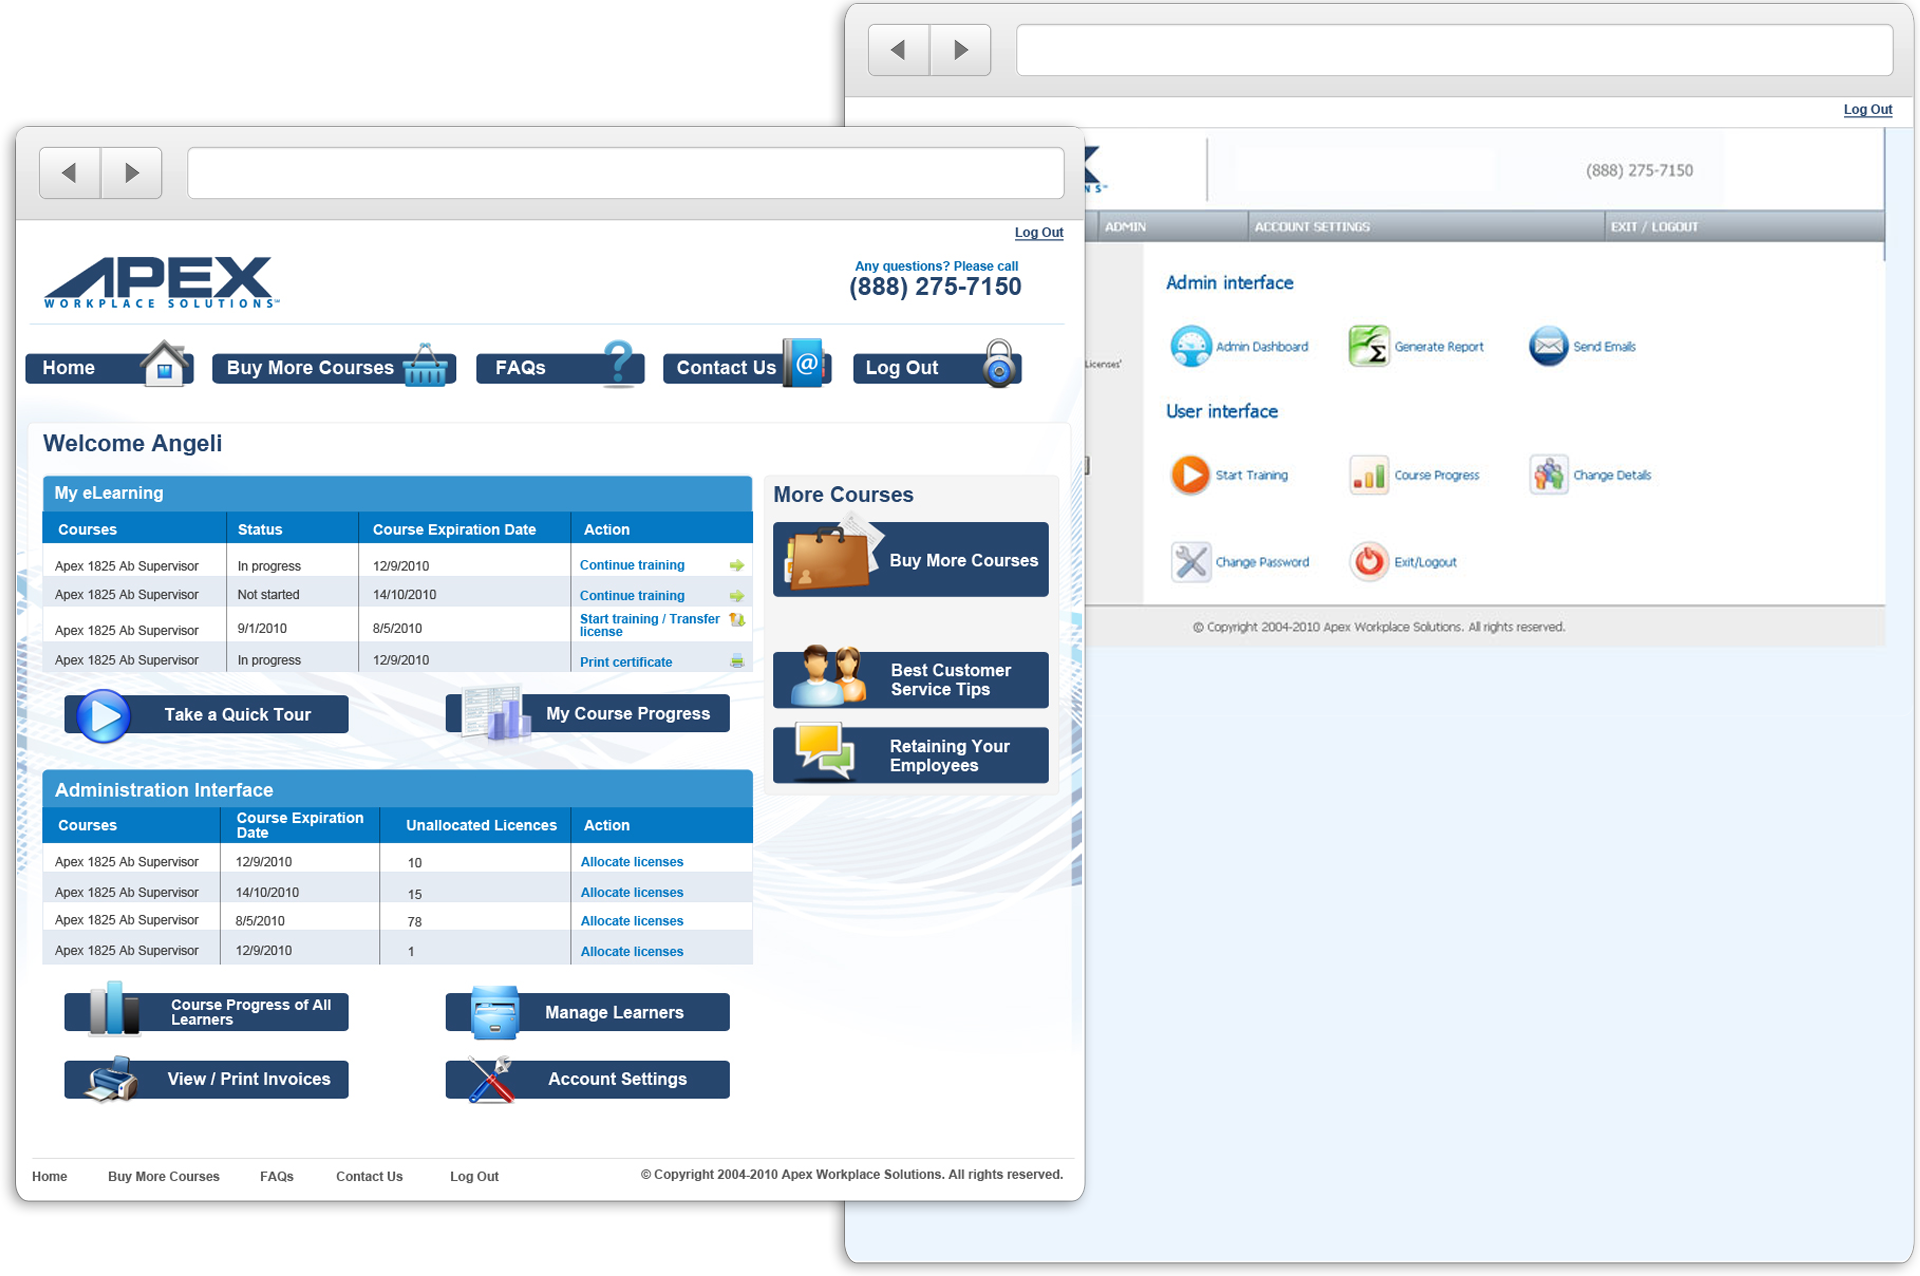 Log Out
APEX
WORKPLACE SOLUTIONS™
Any questions? Please call
(888) 275-7150
Home
Buy More Courses
FAQs
Contact Us
@
Log Out
Welcome Angeli
My eLearning
Courses Status Course Expiration Date Action
Apex 1825 Ab Supervisor In progress 12/9/2010 Continue training
Apex 1825 Ab Supervisor Not started 14/10/2010 Continue training
Apex 1825 Ab Supervisor 9/1/2010 8/5/2010 Start training / Transfer
license
Apex 1825 Ab Supervisor In progress 12/9/2010 Print certificate
Take a Quick Tour
My Course Progress
More Courses
Buy More Courses
Best Customer
Service Tips
Retaining Your
Employees
Administration Interface
Courses Course Expiration
Date Unallocated Licences Action
Apex 1825 Ab Supervisor 12/9/2010 10 Allocate licenses
Apex 1825 Ab Supervisor 14/10/2010 15 Allocate licenses
Apex 1825 Ab Supervisor 8/5/2010 78 Allocate licenses
Apex 1825 Ab Supervisor 12/9/2010 1 Allocate licenses
Course Progress of All
Learners
Manage Learners
View / Print Invoices
Account Settings
Home Buy More Courses FAQs Contact Us Log Out
© Copyright 2004-2010 Apex Workplace Solutions. All rights reserved.
Log Out
X
NS™
(888) 275-7150
ADMIN ACCOUNT SETTINGS EXIT / LOGOUT
Licenses'
Admin interface
Admin Dashboard
Σ
Generate Report
Send Emails
User interface
Start Training
Course Progress
Change Details
Change Password
Exit/Logout
© Copyright 2004-2010 Apex Workplace Solutions. All rights reserved.